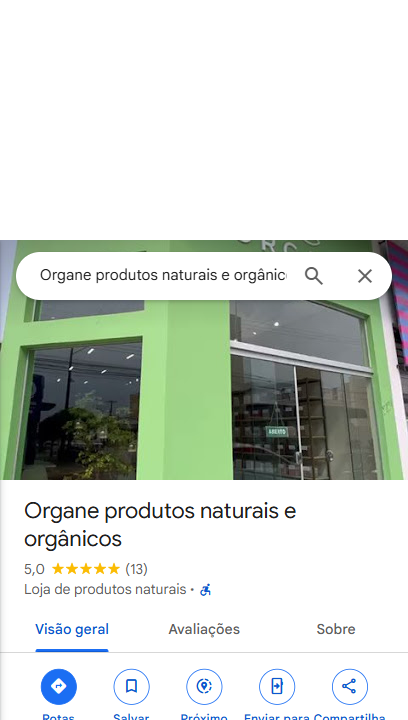 Organe produtos naturais e orgânic
ABERTO
Organe produtos naturais e
orgânicos
5,0 (13)
Loja de produtos naturais ·
Visão geral
Avaliações
Sobre
Rotas
Salvar
Próximo
Enviar para
Compartilha